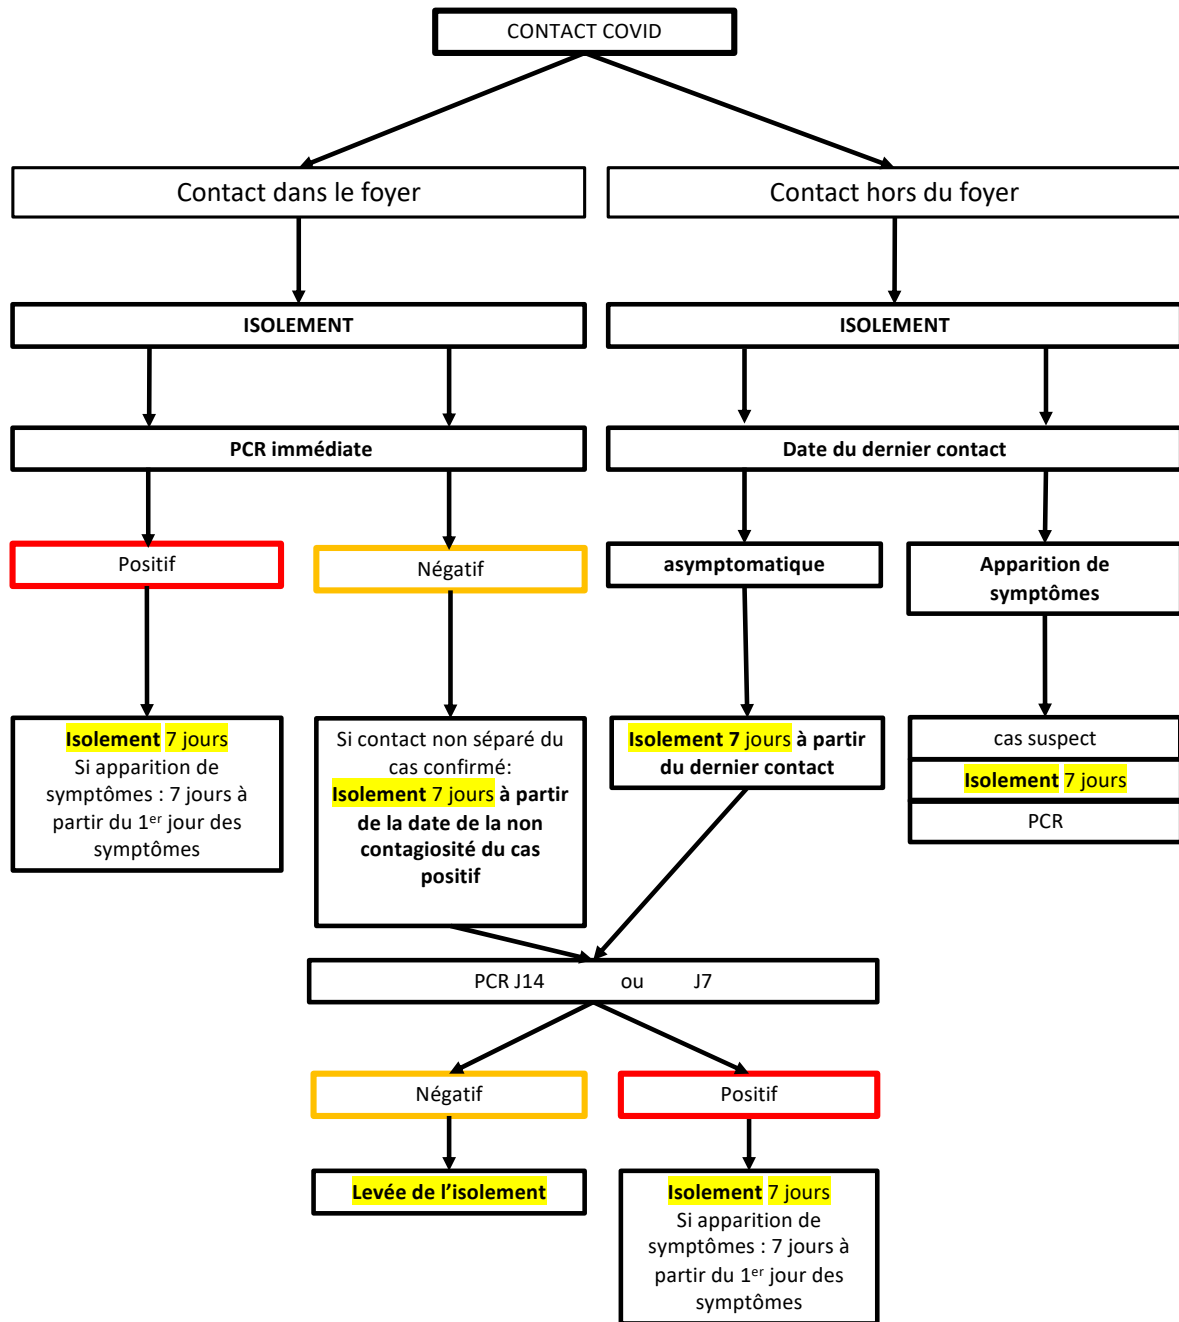 CONTACT COVID
Contact dans le foyer
Contact hors du foyer
ISOLEMENT
ISOLEMENT
PCR immédiate
Date du dernier contact
Positif
Négatif
asymptomatique
Apparition de
symptômes
Isolement 7 jours
Si apparition de
symptômes : 7 jours à
partir du 1er jour des
symptômes
Si contact non séparé du
cas confirmé:
Isolement 7 jours à partir
de la date de la non
contagiosité du cas
positif
Isolement 7 jours à partir
du dernier contact
cas suspect
Isolement 7 jours
PCR
PCR J14 ou J7
Négatif
Positif
Levée de l’isolement
Isolement 7 jours
Si apparition de
symptômes : 7 jours à
partir du 1er jour des
symptômes